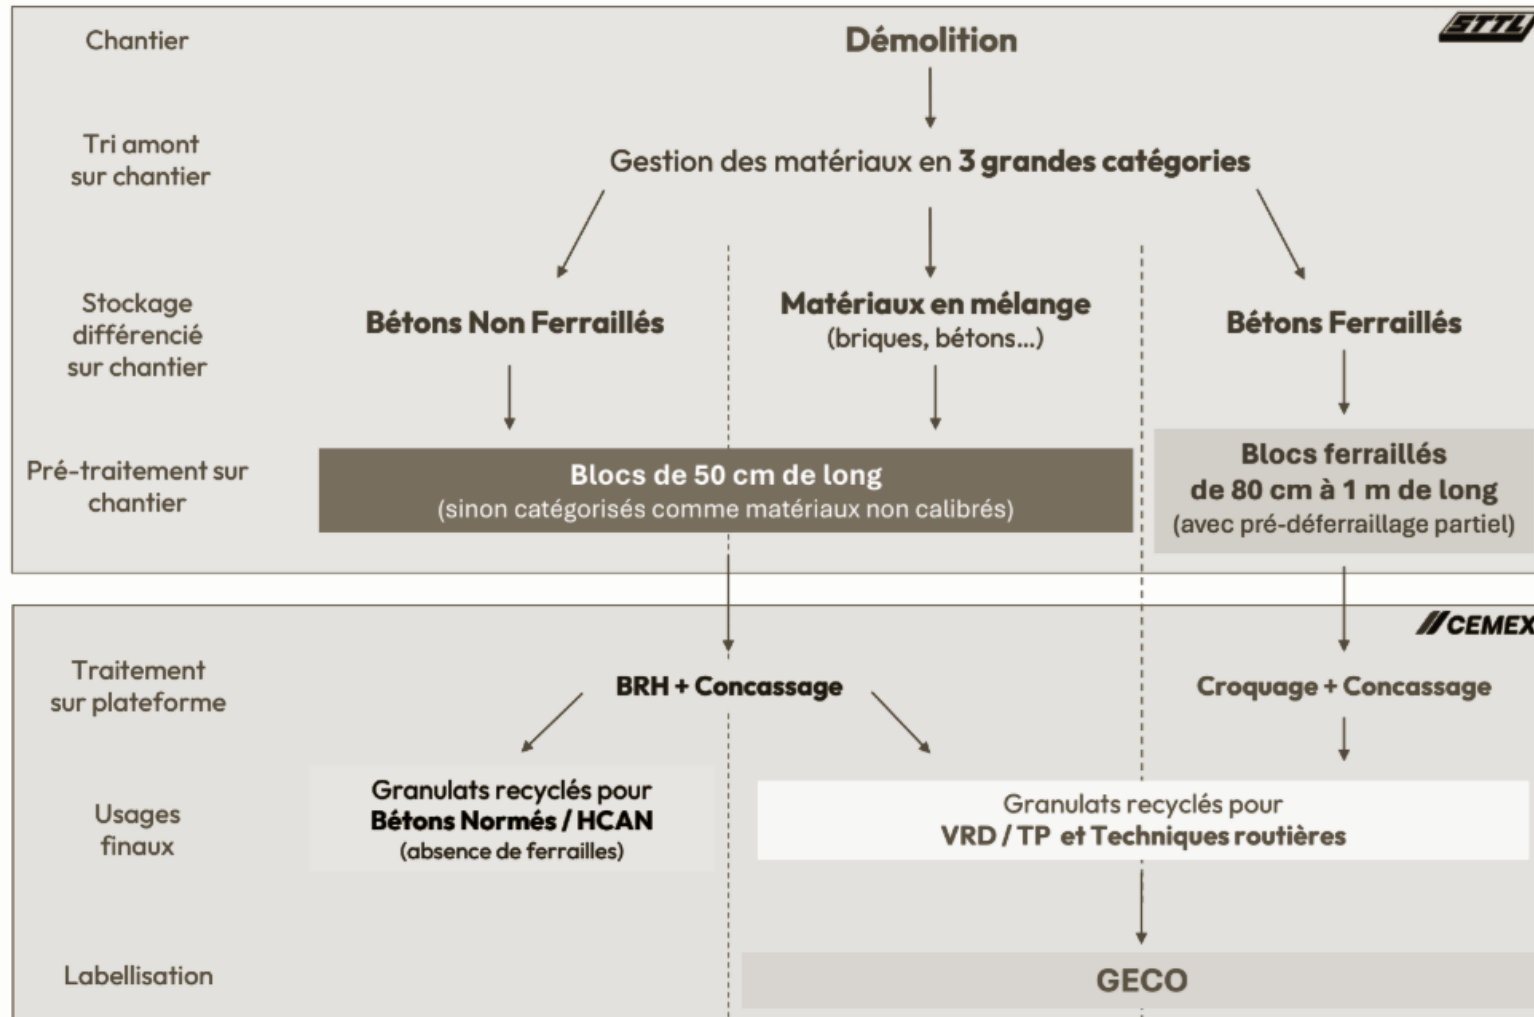 STTL
Chantier
Démolition
Tri amont
sur chantier
Gestion des matériaux en 3 grandes catégories
Stockage
différencié
sur chantier
Bétons Non Ferraillés
Matériaux en mélange
(briques, bétons...)
Bétons Ferraillés
Pré-traitement sur
chantier
Blocs de 50 cm de long
(sinon catégorisés comme matériaux non calibrés)
Blocs ferraillés
de 80 cm à 1 m de long
(avec pré-déferraillage partiel)
CEMEX
Traitement
sur plateforme
BRH + Concassage
Croquage + Concassage
Usages
finaux
Granulats recyclés pour
Bétons Normés / HCAN
(absence de ferrailles)
Granulats recyclés pour
VRD / TP et Techniques routières
Labellisation
GECO